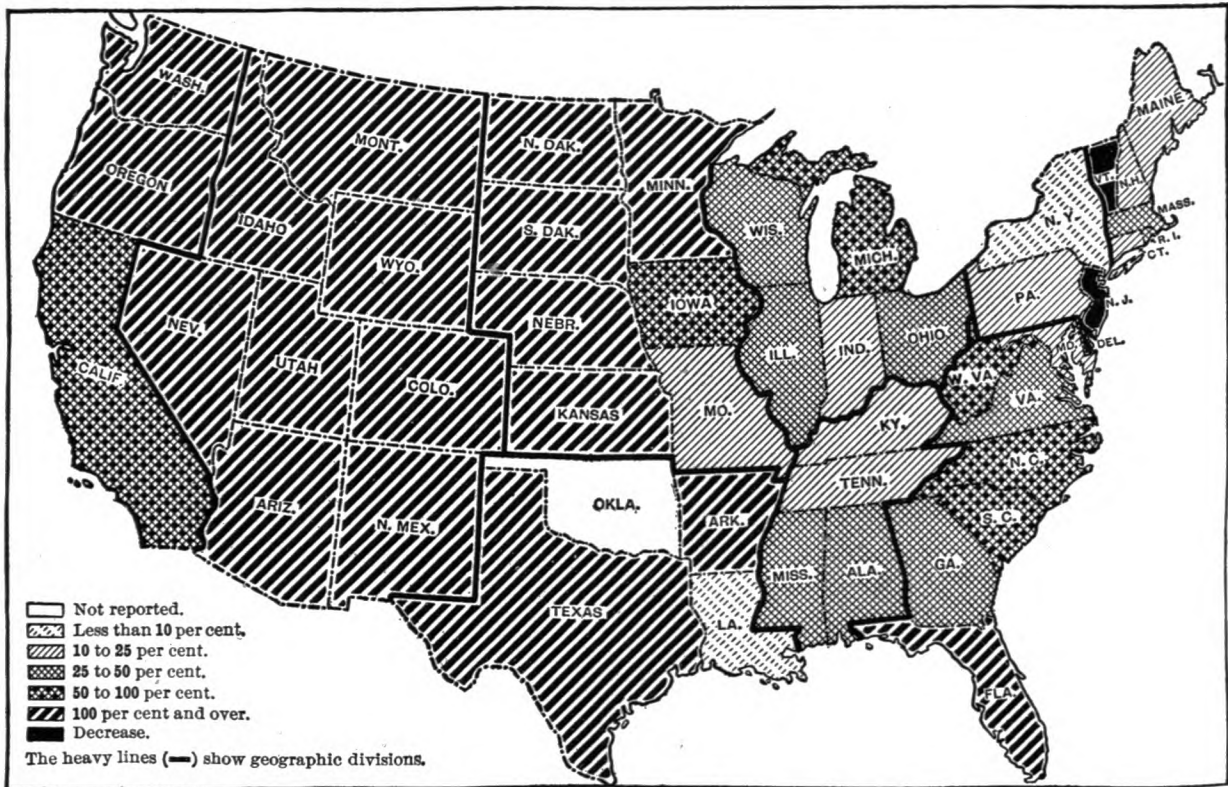 WASH.
MONT.
N. DAK.
MINN.
OREGON
IDAHO
S. DAK.
WYO.
WIS.
MICH.
N. Y.
MAINE
VT.
N.H.
MASS.
R. I.
CT.
NEV.
UTAH
COLO.
NEBR.
IOWA
ILL.
IND.
OHIO.
PA.
N. J.
MD.
DEL.
CALIF.
KANSAS
MO.
KY.
W. VA.
VA.
ARIZ.
N. MEX.
OKLA.
ARK.
TENN.
N. C.
S. C.
TEXAS
LA.
MISS.
ALA.
GA.
FLA.
Not reported.
Less than 10 per cent.
10 to 25 per cent.
25 to 50 per cent.
50 to 100 per cent.
100 per cent and over.
Decrease.
The heavy lines (▬) show geographic divisions.